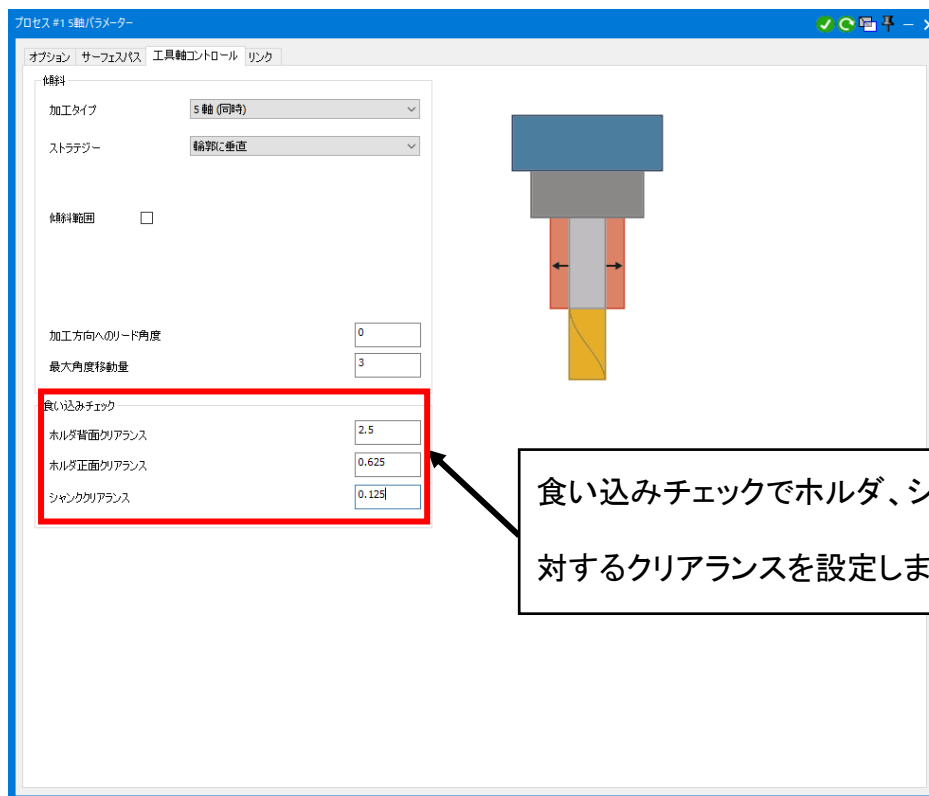 プロセス #1 5軸パラメーター
オプション サーフェスパス 工具軸コントロール リンク
傾斜
加工タイプ 5 軸 (同時)
ストラテジー 輪郭に垂直
傾斜範囲
加工方向へのリード角度 0
最大角度移動量 3
食い込みチェック
ホルダ背面クリアランス 2.5
ホルダ正面クリアランス 0.625
シャンククリアランス 0.125
食い込みチェックでホルダ、シ
対するクリアランスを設定しま